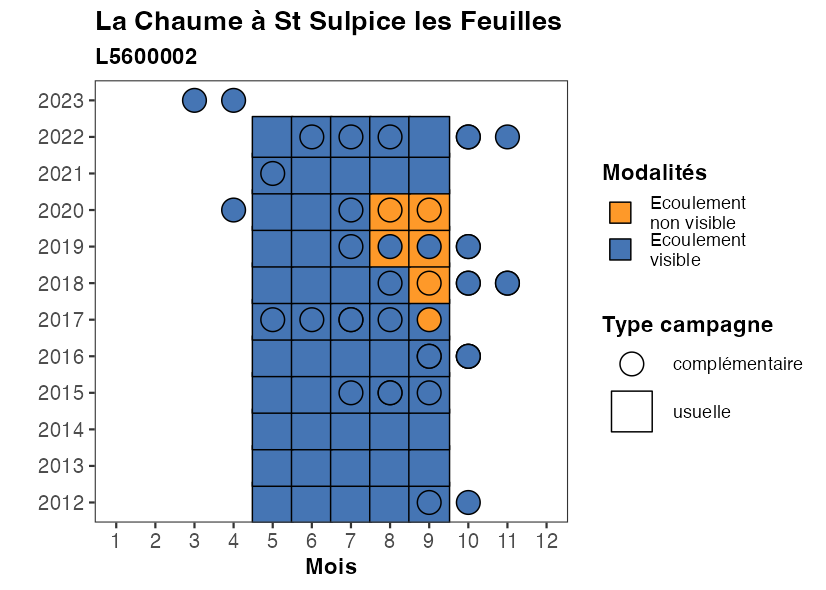 La Chaume à St Sulpice les Feuilles
L5600002
2023
2022
2021
2020
2019
2018
2017
2016
2015
2014
2013
2012
1 2 3 4 5 6 7 8 9 10 11 12
Mois
Modalités
Ecoulement
non visible
Ecoulement
visible
Type campagne
complémentaire
usuelle